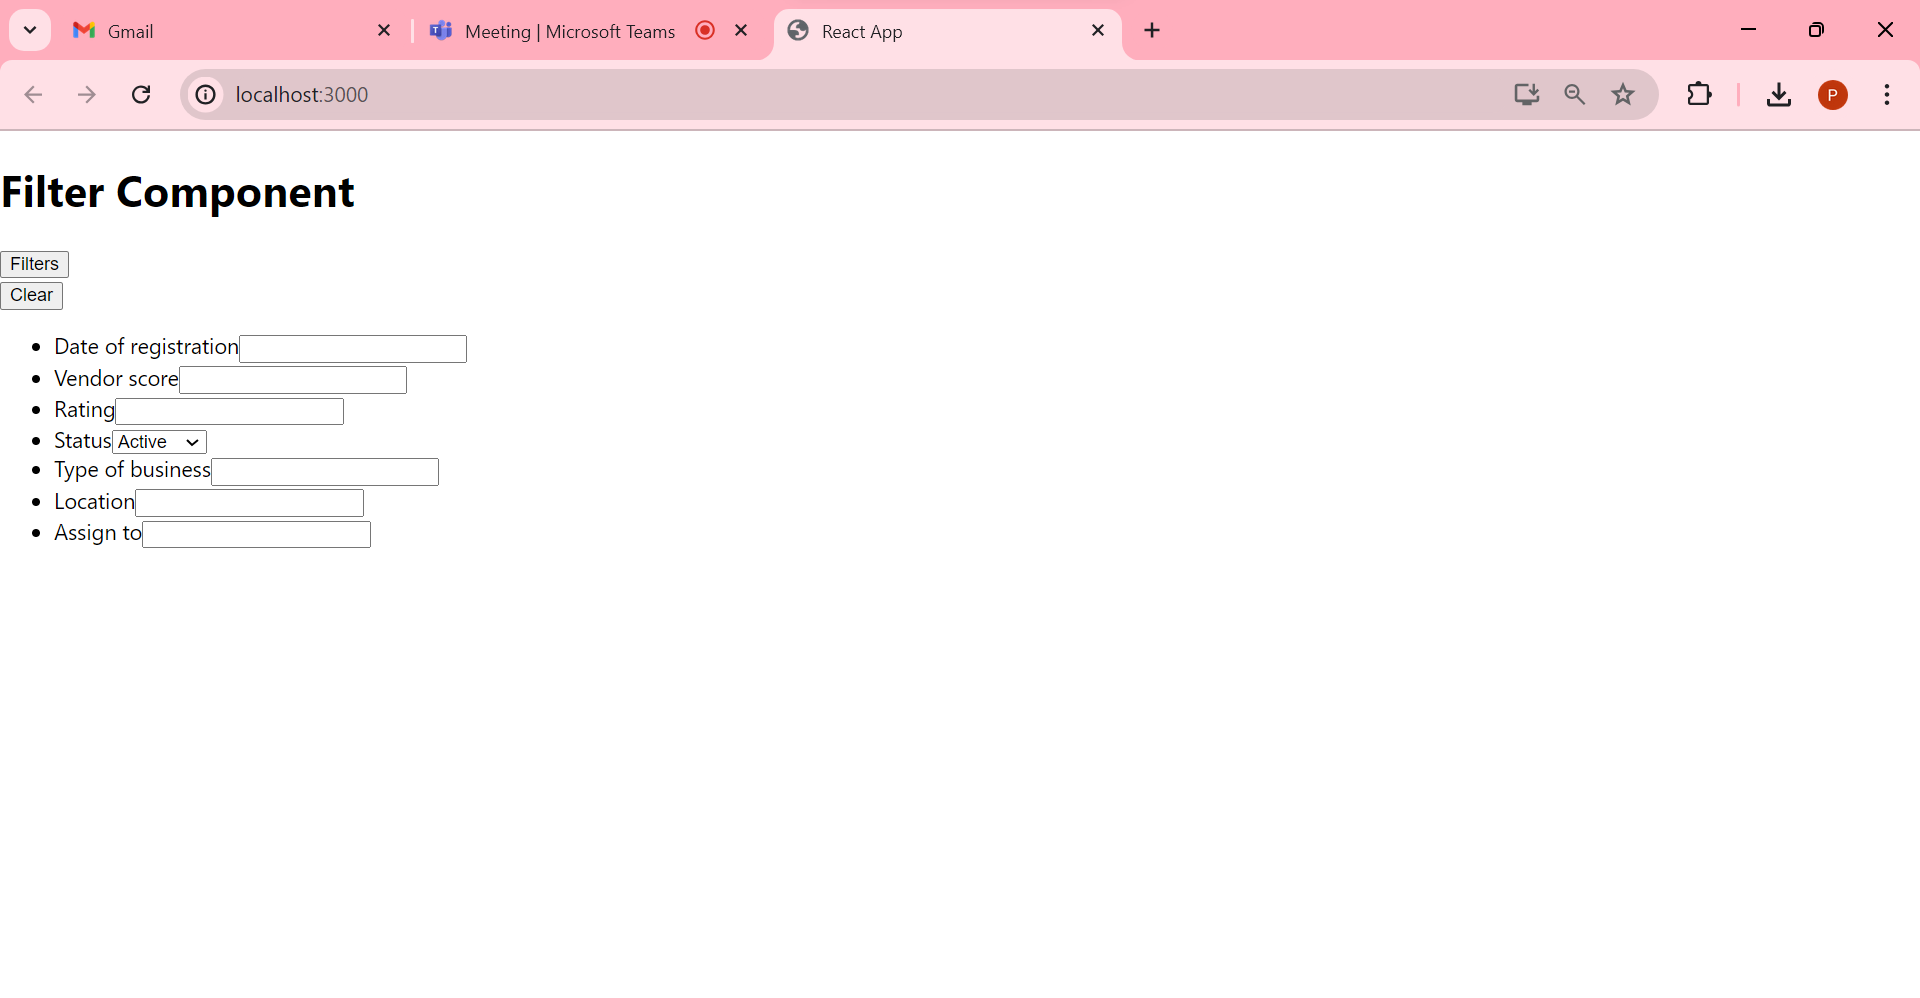 Gmail
Meeting | Microsoft Teams
React App
localhost:3000
P
Filter Component
Filters
Clear
Date of registration
Vendor score
Rating
Status Active
Type of business
Location
Assign to